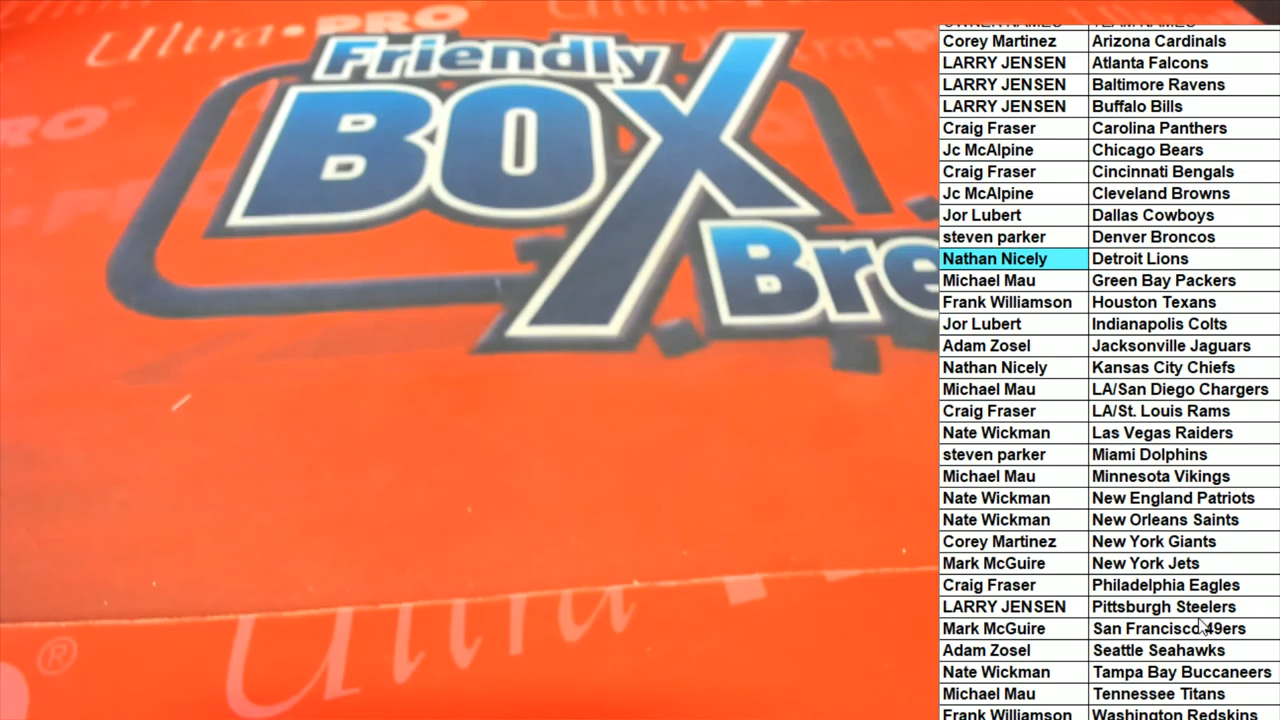 Ultra•PRO
Friendly
BOX
Bre
PRO
Ultra
®
OWNER NAMES TEAM NAMES
Corey Martinez Arizona Cardinals
LARRY JENSEN Atlanta Falcons
LARRY JENSEN Baltimore Ravens
LARRY JENSEN Buffalo Bills
Craig Fraser Carolina Panthers
Jc McAlpine Chicago Bears
Craig Fraser Cincinnati Bengals
Jc McAlpine Cleveland Browns
Jor Lubert Dallas Cowboys
steven parker Denver Broncos
Nathan Nicely Detroit Lions
Michael Mau Green Bay Packers
Frank Williamson Houston Texans
Jor Lubert Indianapolis Colts
Adam Zosel Jacksonville Jaguars
Nathan Nicely Kansas City Chiefs
Michael Mau LA/San Diego Chargers
Craig Fraser LA/St. Louis Rams
Nate Wickman Las Vegas Raiders
steven parker Miami Dolphins
Michael Mau Minnesota Vikings
Nate Wickman New England Patriots
Nate Wickman New Orleans Saints
Corey Martinez New York Giants
Mark McGuire New York Jets
Craig Fraser Philadelphia Eagles
LARRY JENSEN Pittsburgh Steelers
Mark McGuire San Francisco 49ers
Adam Zosel Seattle Seahawks
Nate Wickman Tampa Bay Buccaneers
Michael Mau Tennessee Titans
Frank Williamson Washington Redskins